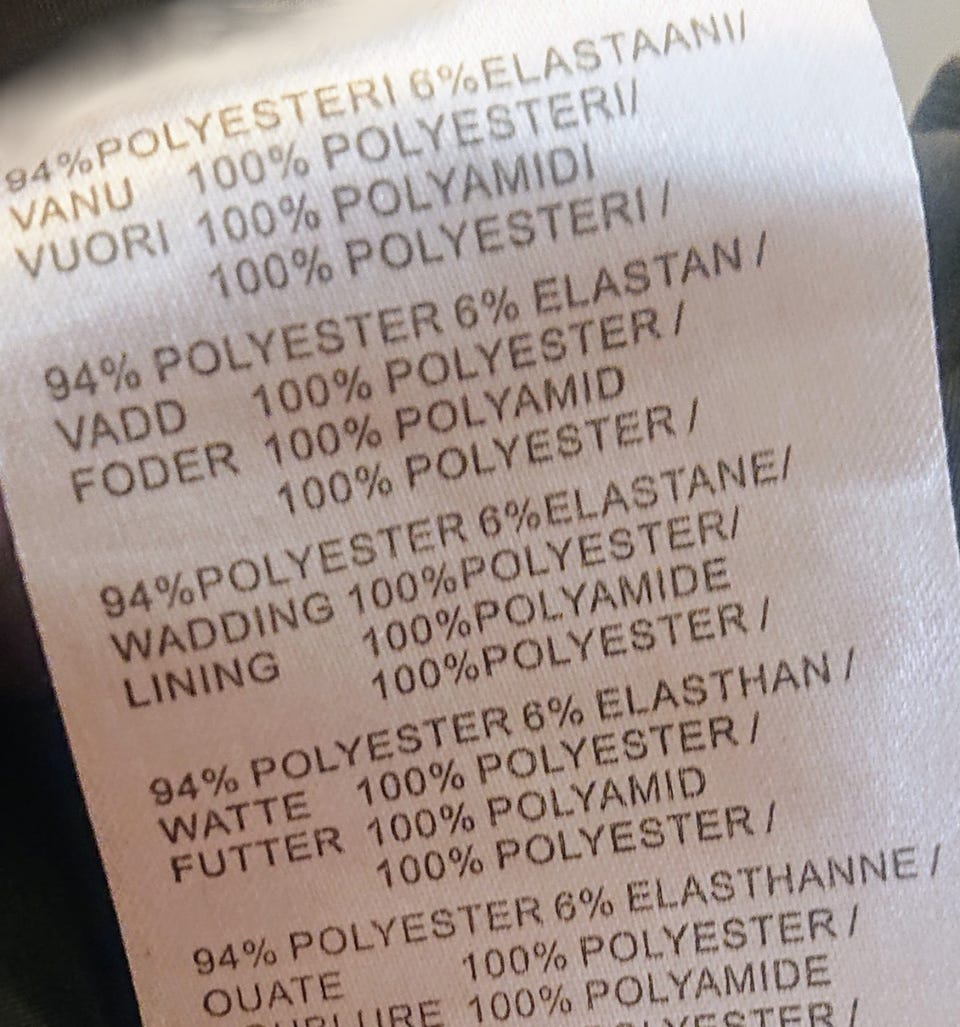 94%POLYESTERI 6%ELASTAANI/
VANU 100% POLYESTERI/
VUORI 100% POLYAMIDI
100% POLYESTERI /
94% POLYESTER 6% ELASTAN /
VADD 100% POLYESTER /
FODER 100% POLYAMID
100% POLYESTER /
94%POLYESTER 6%ELASTANE/
WADDING 100%POLYESTER/
LINING 100%POLYAMIDE
100%POLYESTER /
94% POLYESTER 6% ELASTHAN /
WATTE 100% POLYESTER /
FUTTER 100% POLYAMID
100% POLYESTER /
94% POLYESTER 6% ELASTHANNE /
OUATE 100% POLYESTER /
100% POLYAMIDE